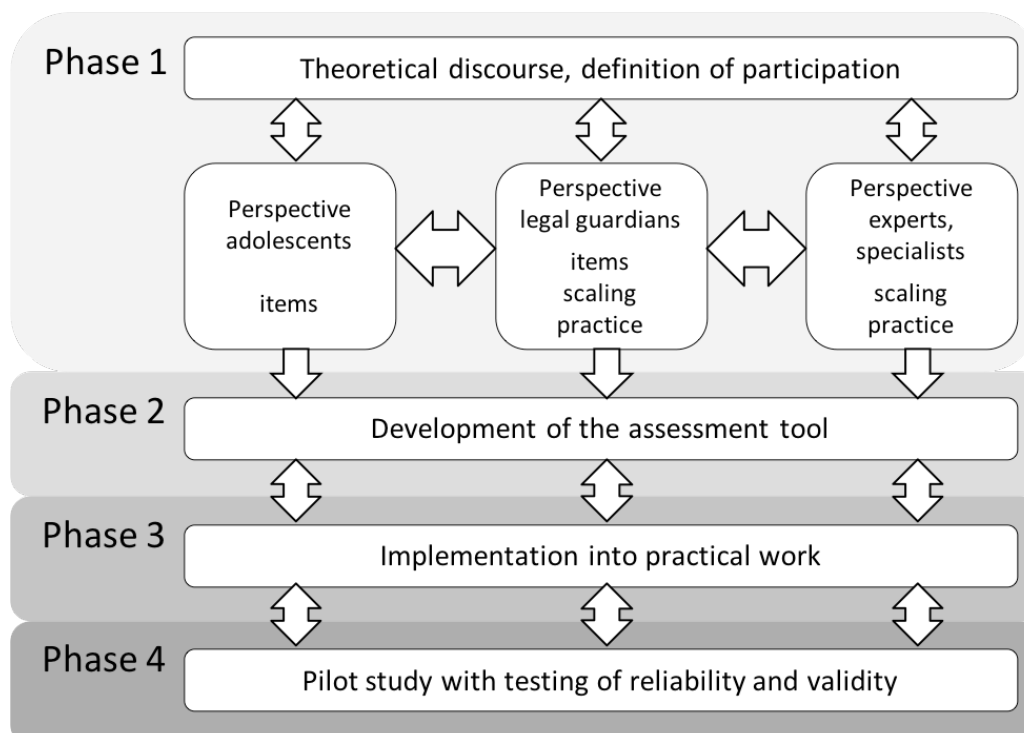 Phase 1
Theoretical discourse, definition of participation
Perspective
adolescents
items
Perspective
legal guardians
items
scaling
practice
Perspective
experts,
specialists
scaling
practice
Phase 2
Development of the assessment tool
Phase 3
Implementation into practical work
Phase 4
Pilot study with testing of reliability and validity